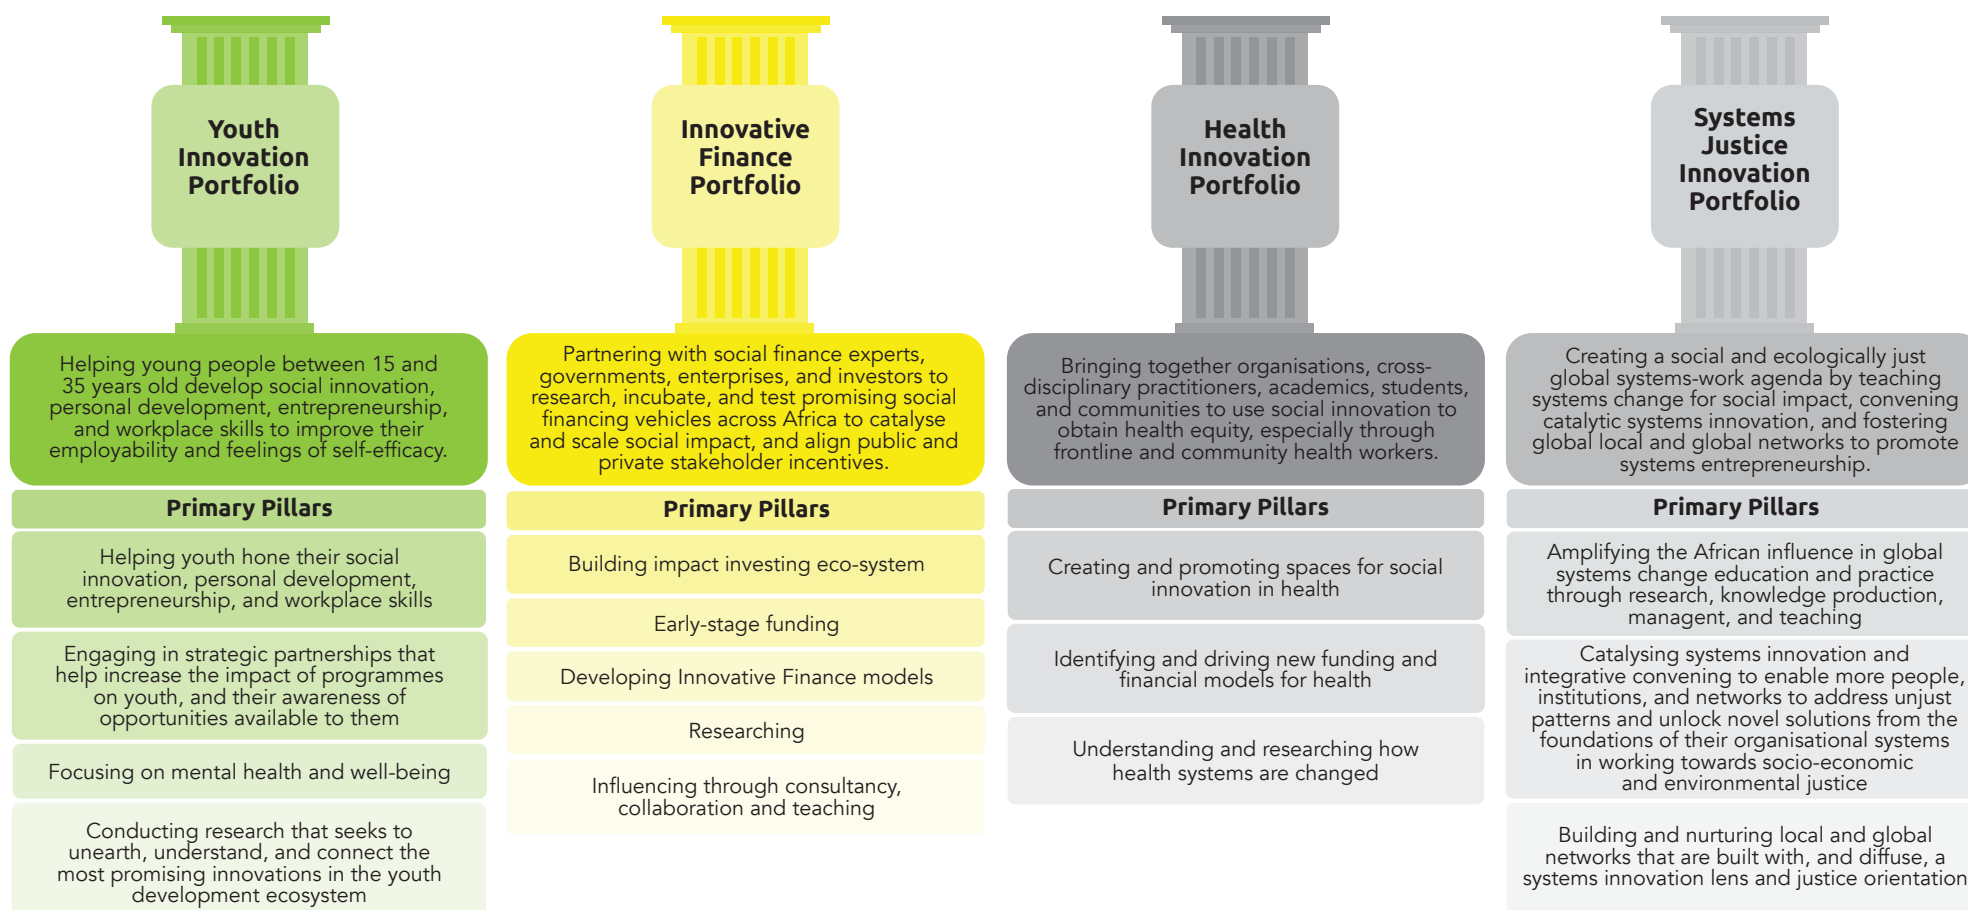 Youth
Innovation
Portfolio
Helping young people between 15 and
35 years old develop social innovation,
personal development, entrepreneurship,
and workplace skills to improve their
employability and feelings of self-efficacy.
Primary Pillars
Helping youth hone their social
innovation, personal development,
entrepreneurship, and workplace skills
Engaging in strategic partnerships that
help increase the impact of programmes
on youth, and their awareness of
opportunities available to them
Focusing on mental health and well-being
Conducting research that seeks to
unearth, understand, and connect the
most promising innovations in the youth
development ecosystem
Innovative
Finance
Portfolio
Partnering with social finance experts,
governments, enterprises, and investors to
research, incubate, and test promising social
financing vehicles across Africa to catalyse
and scale social impact, and align public and
private stakeholder incentives.
Primary Pillars
Building impact investing eco-system
Early-stage funding
Developing Innovative Finance models
Researching
Influencing through consultancy,
collaboration and teaching
Health
Innovation
Portfolio
Bringing together organisations, cross-
disciplinary practitioners, academics, students,
and communities to use social innovation to
obtain health equity, especially through
frontline and community health workers.
Primary Pillars
Creating and promoting spaces for social
innovation in health
Identifying and driving new funding and
financial models for health
Understanding and researching how
health systems are changed
Systems
Justice
Innovation
Portfolio
Creating a social and ecologically just
global systems-work agenda by teaching
systems change for social impact, convening
catalytic systems innovation, and fostering
global local and global networks to promote
systems entrepreneurship.
Primary Pillars
Amplifying the African influence in global
systems change education and practice
through research, knowledge production,
managent, and teaching
Catalysing systems innovation and
integrative convening to enable more people,
institutions, and networks to address unjust
patterns and unlock novel solutions from the
foundations of their organisational systems
in working towards socio-economic
and environmental justice
Building and nurturing local and global
networks that are built with, and diffuse, a
systems innovation lens and justice orientation